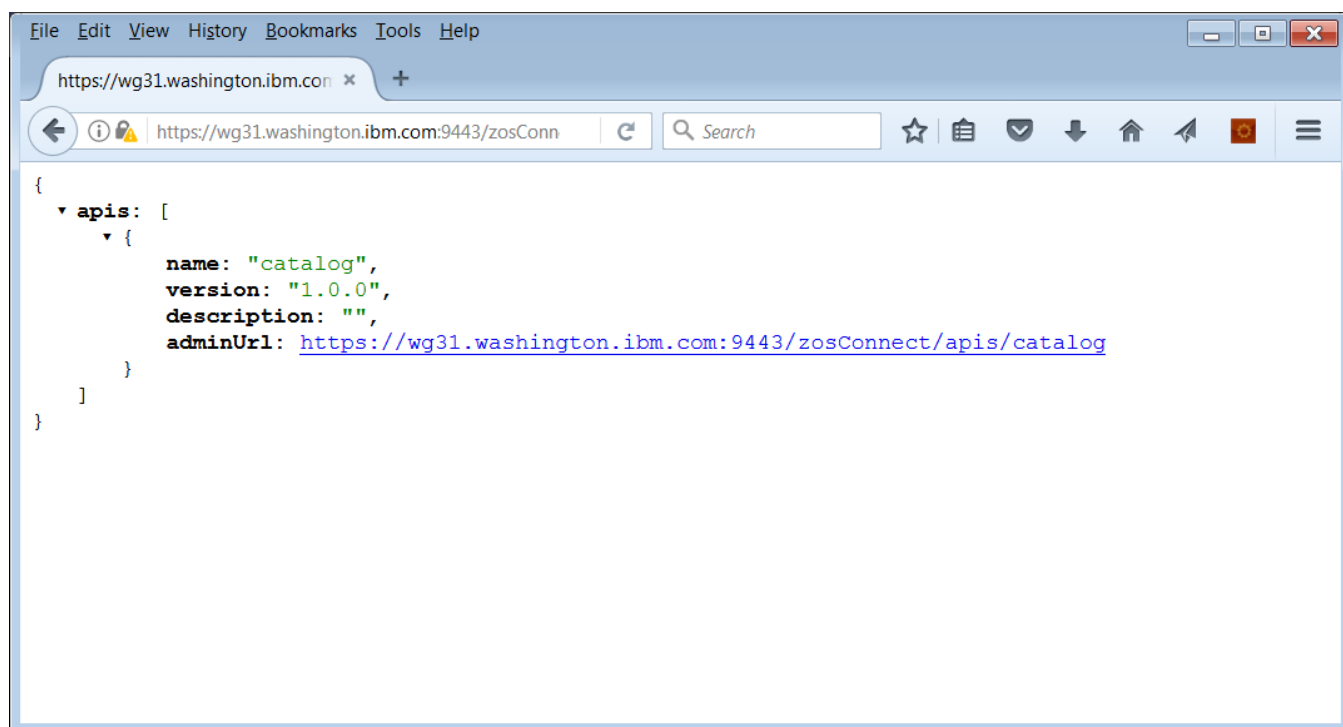 File Edit View History Bookmarks Tools Help
https://wg31.washington.ibm.con
https://wg31.washington.ibm.com:9443/zosConn Search
{
apis: [
{
name: "catalog",
version: "1.0.0",
description: "",
adminUrl: https://wg31.washington.ibm.com:9443/zosConnect/apis/catalog
}
]
}